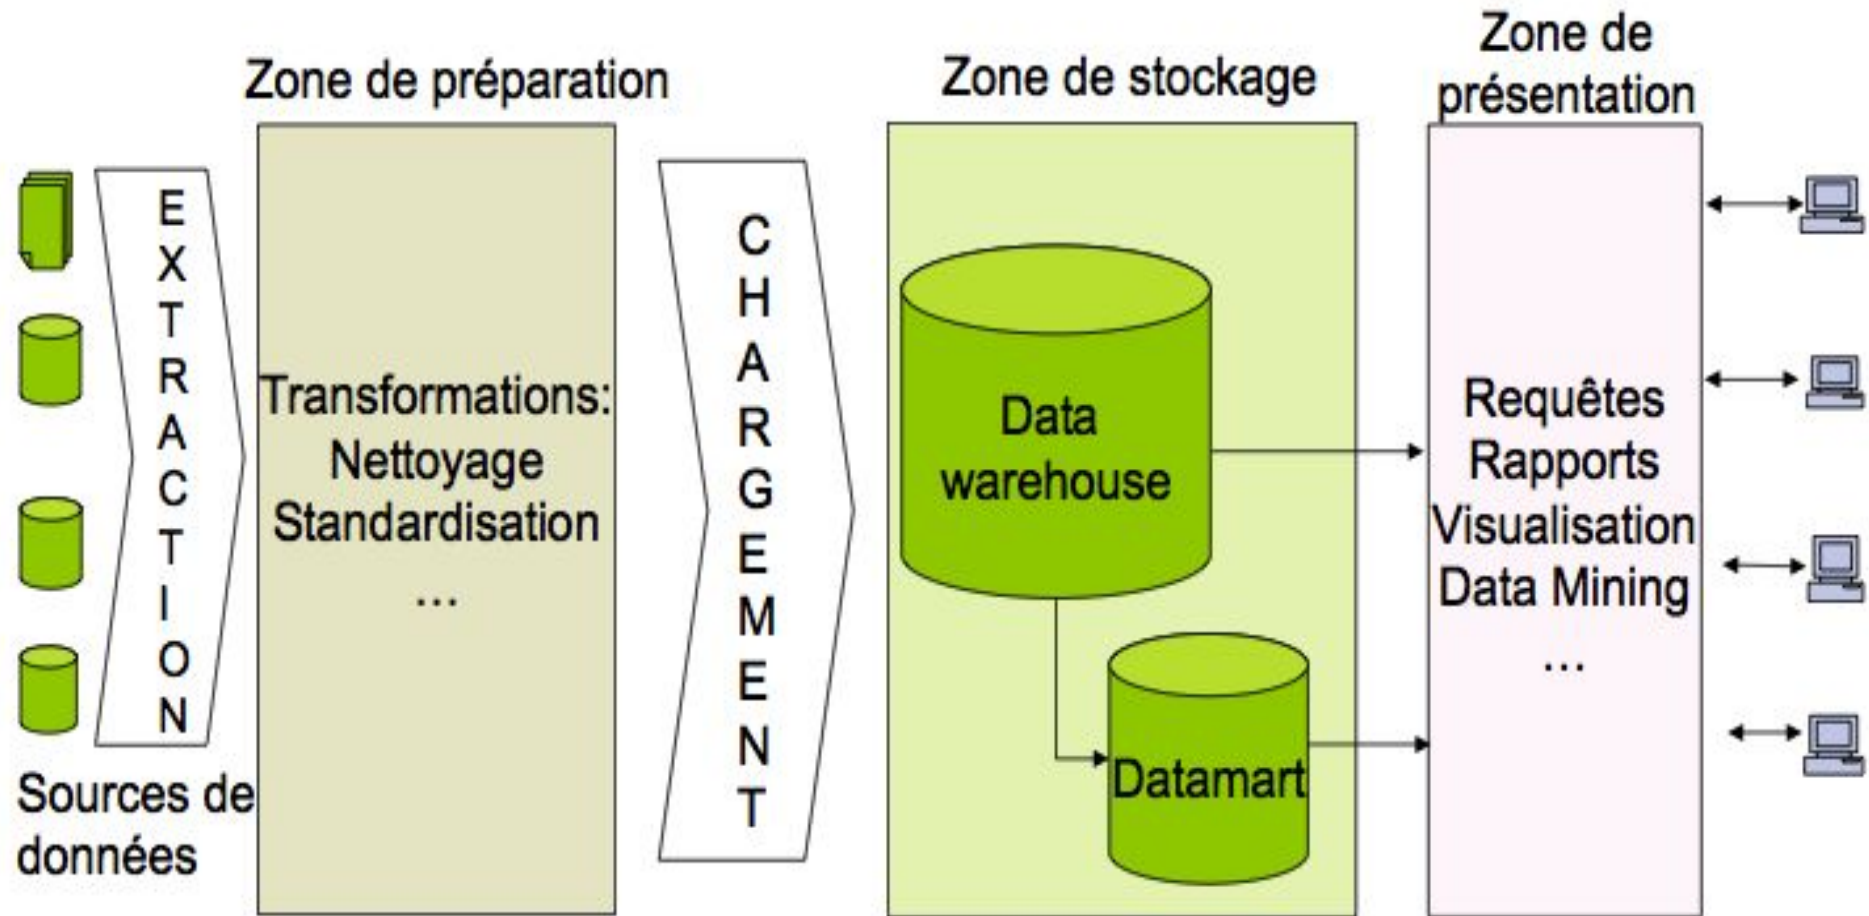 Zone de préparation
Zone de stockage
Zone de
présentation
EXTRACTION
Transformations:
Nettoyage
Standardisation
...
CHARGEMENT
Data
warehouse
Datamart
Requêtes
Rapports
Visualisation
Data Mining
...
Sources de
données